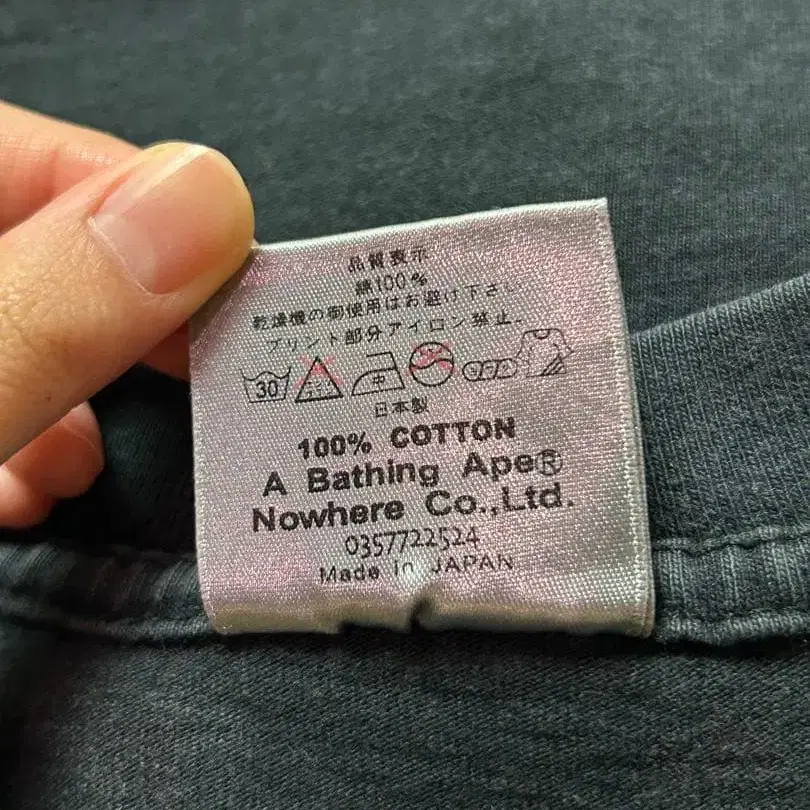 品質表示
綿100%
乾燥機の御使用はお避け下さい
プリント部分アイロン禁止。
30 中
日本製
100% COTTON
A Bathing Ape®
Nowhere Co.,Ltd.
0357722524
Made in JAPAN